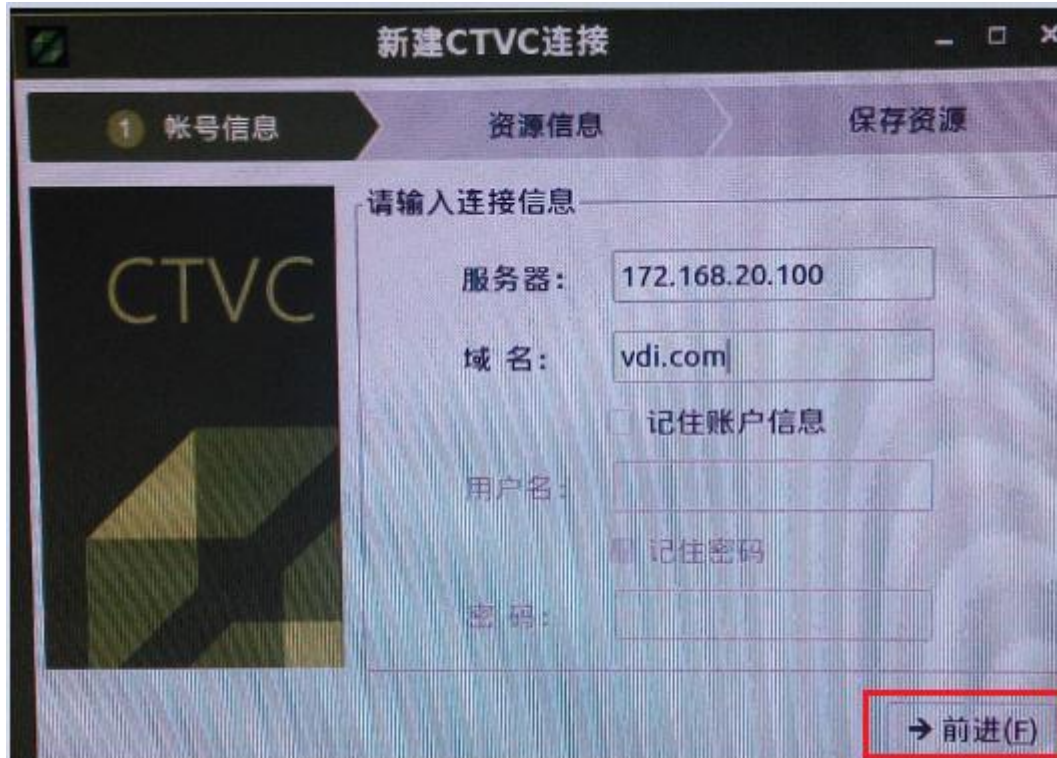 新建CTVC连接
1 帐号信息 资源信息 保存资源
CTVC
请输入连接信息
服务器: 172.168.20.100
域 名: vdi.com
记住账户信息
用户名:
记住密码
密 码:
→ 前进(F)